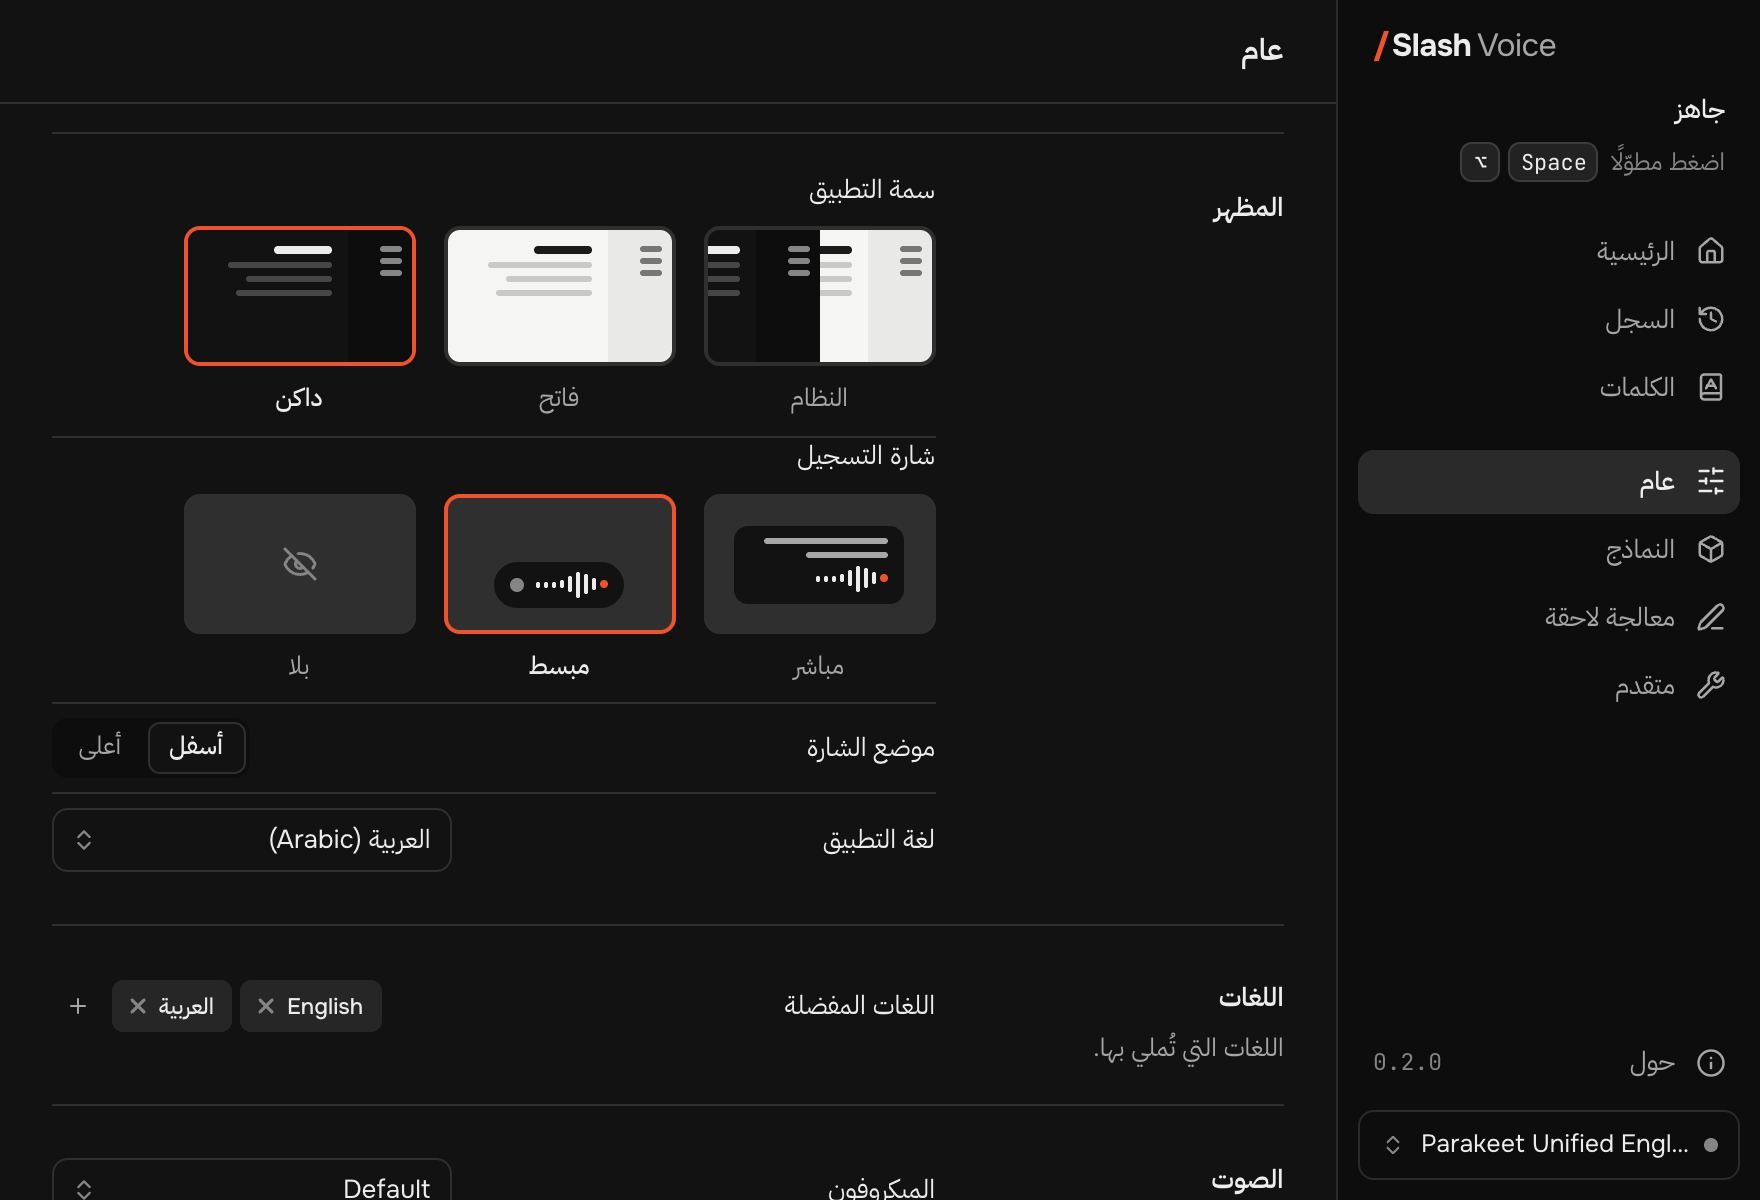 /Slash Voice
جاهز
اضغط مطوّلًا Space ⌥
الرئيسية
السجل
الكلمات
عام
النماذج
معالجة لاحقة
متقدم
حول 0.2.0
Parakeet Unified Engl...
عام
المظهر
سمة التطبيق
النظام
فاتح
داكن
شارة التسجيل
مباشر
مبسط
بلا
موضع الشارة
أسفل
أعلى
لغة التطبيق
العربية (Arabic)
اللغات
اللغات التي تُملي بها.
اللغات المفضلة
English
العربية
الصوت
الميكروفون
Default